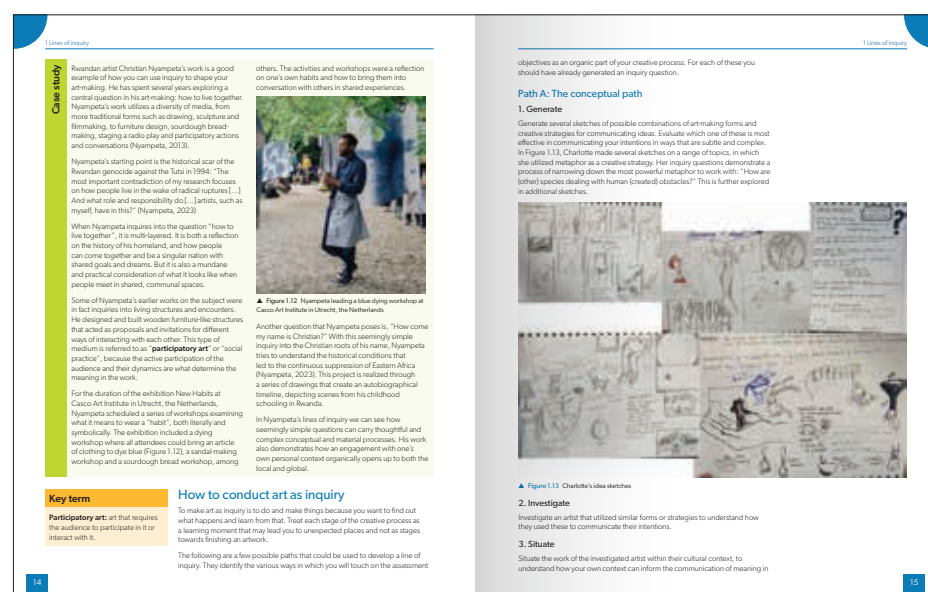 1 Lines of inquiry
Case study
Rwandan artist Christian Nyampeta's work is a good
example of how you can use inquiry to shape your
art-making. He has spent several years exploring a
central question in his art-making: how to live together.
Nyampeta's work utilizes a diversity of media, from
more traditional forms such as drawing, sculpture and
filmmaking, to furniture design, sourdough bread-
making, staging a radio play and participatory actions
and conversations (Nyampeta, 2013).
Nyampeta's starting point is the historical scar of the
Rwandan genocide against the Tutsi in 1994: "The
most important contradiction of my research focuses
on how people live in the wake of radical ruptures [...]
And what role and responsibility do [...] artists, such as
myself, have in this?" (Nyampeta, 2023)
When Nyampeta inquires into the question "how to
live together", it is multi-layered. It is both a reflection
on the history of his homeland, and how people
can come together and be a singular nation with
shared goals and dreams. But it is also a mundane
and practical consideration of what it looks like when
people meet in shared, communal spaces.
Some of Nyampeta's earlier works on the subject were
in fact inquiries into living structures and encounters.
He designed and built wooden furniture-like structures
that acted as proposals and invitations for different
ways of interacting with each other. This type of
medium is referred to as "participatory art" or "social
practice", because the active participation of the
audience and their dynamics are what determine the
meaning in the work.
For the duration of the exhibition New Habits at
Casco Art Institute in Utrecht, the Netherlands,
Nyampeta scheduled a series of workshops examining
what it means to wear a "habit", both literally and
symbolically. The exhibition included a dying
workshop where all attendees could bring an article
of clothing to dye blue (Figure 1.12), a sandal-making
workshop and a sourdough bread workshop, among
others. The activities and workshops were a reflection
on one's own habits and how to bring them into
conversation with others in shared experiences.
▲ Figure 1.12 Nyampeta leading a blue dying workshop at
Casco Art Institute in Utrecht, the Netherlands
Another question that Nyampeta poses is, "How come
my name is Christian?" With this seemingly simple
inquiry into the Christian roots of his name, Nyampeta
tries to understand the historical conditions that
led to the continuous suppression of Eastern Africa
(Nyampeta, 2023). This project is realized through
a series of drawings that create an autobiographical
timeline, depicting scenes from his childhood
schooling in Rwanda.
In Nyampeta's lines of inquiry we can see how
seemingly simple questions can carry thoughtful and
complex conceptual and material processes. His work
also demonstrates how an engagement with one's
own personal context organically opens up to both the
local and global.
Key term
Participatory art: art that requires
the audience to participate in it or
interact with it.
How to conduct art as inquiry
To make art as inquiry is to do and make things because you want to find out
what happens and learn from that. Treat each stage of the creative process as
a learning moment that may lead you to unexpected places and not as stages
towards finishing an artwork.
The following are a few possible paths that could be used to develop a line of
inquiry. They identify the various ways in which you will touch on the assessment
14
1 Lines of inquiry
objectives as an organic part of your creative process. For each of these you
should have already generated an inquiry question.
Path A: The conceptual path
1. Generate
Generate several sketches of possible combinations of art-making forms and
creative strategies for communicating ideas. Evaluate which one of these is most
effective in communicating your intentions in ways that are subtle and complex.
In Figure 1.13, Charlotte made several sketches on a range of topics, in which
she utilized metaphor as a creative strategy. Her inquiry questions demonstrate a
process of narrowing down the most powerful metaphor to work with: "How are
(other) species dealing with human (created) obstacles?" This is further explored
in additional sketches.
▲ Figure 1.13 Charlotte's idea sketches
2. Investigate
Investigate an artist that utilized similar forms or strategies to understand how
they used these to communicate their intentions.
3. Situate
Situate the work of the investigated artist within their cultural context, to
understand how your own context can inform the communication of meaning in
15